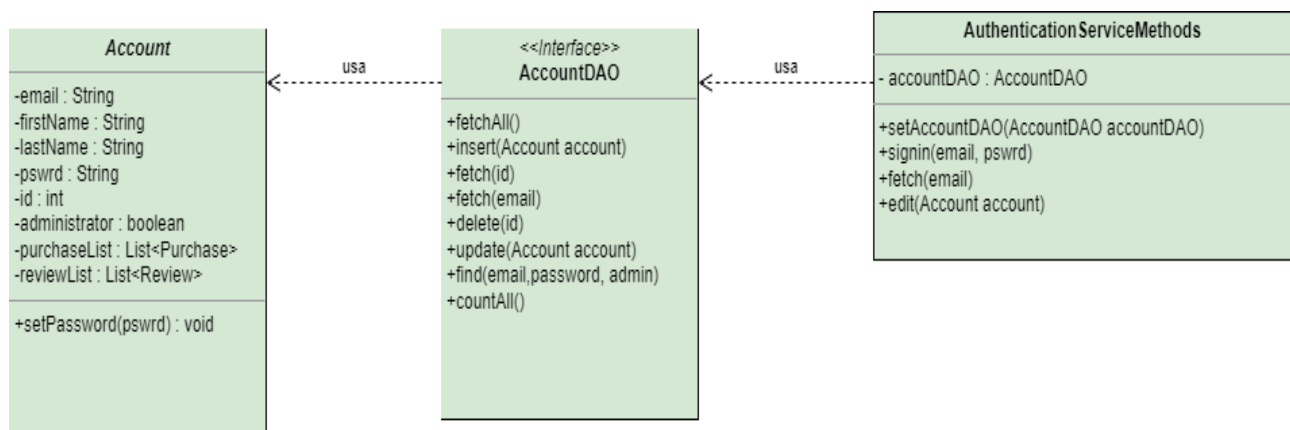 Account
-email : String
-firstName : String
-lastName : String
-pswrd : String
-id : int
-administrator : boolean
-purchaseList : List<Purchase>
-reviewList : List<Review>
+setPassword(pswrd) : void
usa
<<Interface>>
AccountDAO
+fetchAll()
+insert(Account account)
+fetch(id)
+fetch(email)
+delete(id)
+update(Account account)
+find(email,password, admin)
+countAll()
usa
AuthenticationServiceMethods
- accountDAO : AccountDAO
+setAccountDAO(AccountDAO accountDAO)
+signin(email, pswrd)
+fetch(email)
+edit(Account account)